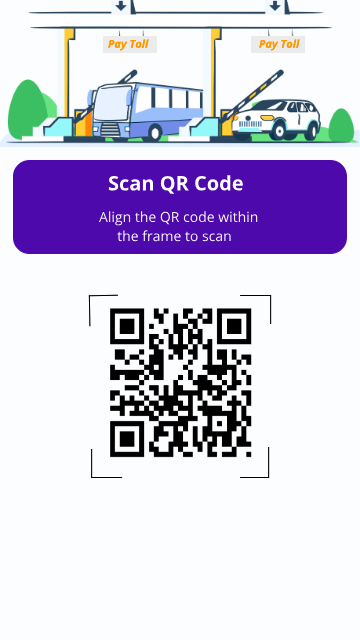 Pay Toll
Pay Toll
Scan QR Code
Align the QR code within
the frame to scan